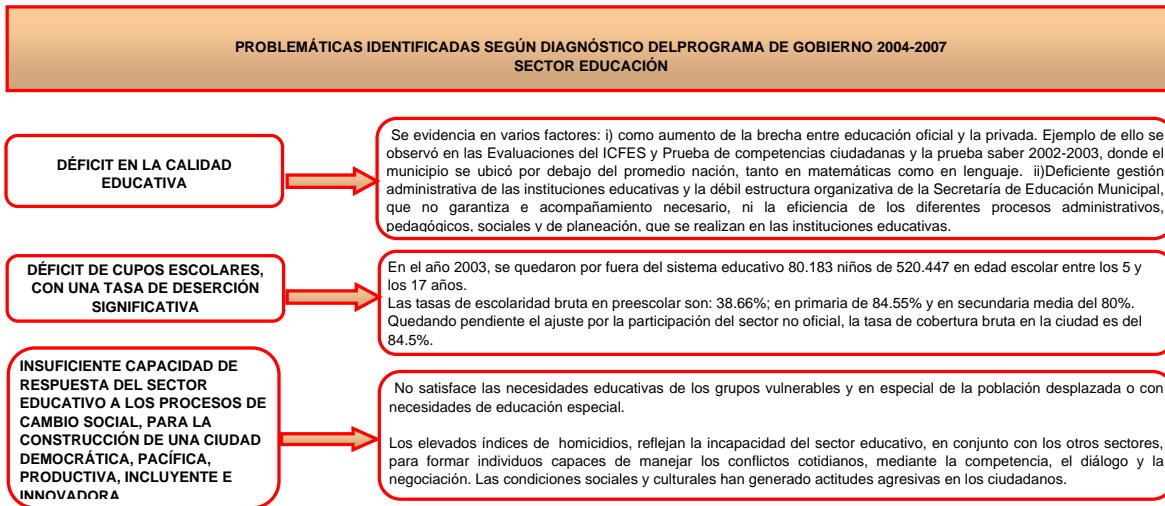 PROBLEMÁTICAS IDENTIFICADAS SEGÚN DIAGNÓSTICO DELPROGRAMA DE GOBIERNO 2004-2007
SECTOR EDUCACIÓN
DÉFICIT EN LA CALIDAD
EDUCATIVA
Se evidencia en varios factores: i) como aumento de la brecha entre educación oficial y la privada. Ejemplo de ello se
observó en las Evaluaciones del ICFES y Prueba de competencias ciudadanas y la prueba saber 2002-2003, donde el
municipio se ubicó por debajo del promedio nación, tanto en matemáticas como en lenguaje. ii)Deficiente gestión
administrativa de las instituciones educativas y la débil estructura organizativa de la Secretaría de Educación Municipal,
que no garantiza e acompañamiento necesario, ni la eficiencia de los diferentes procesos administrativos,
pedagógicos, sociales y de planeación, que se realizan en las instituciones educativas.
DÉFICIT DE CUPOS ESCOLARES,
CON UNA TASA DE DESERCIÓN
SIGNIFICATIVA
En el año 2003, se quedaron por fuera del sistema educativo 80.183 niños de 520.447 en edad escolar entre los 5 y
los 17 años.
Las tasas de escolaridad bruta en preescolar son: 38.66%; en primaria de 84.55% y en secundaria media del 80%.
Quedando pendiente el ajuste por la participación del sector no oficial, la tasa de cobertura bruta en la ciudad es del
84.5%.
INSUFICIENTE CAPACIDAD DE
RESPUESTA DEL SECTOR
EDUCATIVO A LOS PROCESOS DE
CAMBIO SOCIAL, PARA LA
CONSTRUCCIÓN DE UNA CIUDAD
DEMOCRÁTICA, PACÍFICA,
PRODUCTIVA, INCLUYENTE E
INNOVADORA
No satisface las necesidades educativas de los grupos vulnerables y en especial de la población desplazada o con
necesidades de educación especial.
Los elevados índices de homicidios, reflejan la incapacidad del sector educativo, en conjunto con los otros sectores,
para formar individuos capaces de manejar los conflictos cotidianos, mediante la competencia, el diálogo y la
negociación. Las condiciones sociales y culturales han generado actitudes agresivas en los ciudadanos.